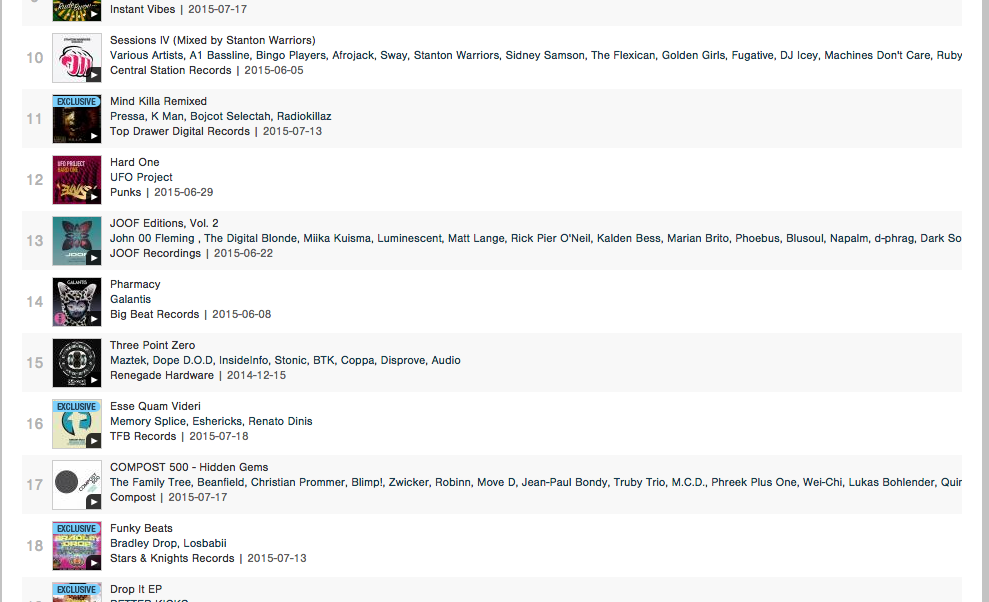 Instant Vibes | 2015-07-17
10
Sessions IV (Mixed by Stanton Warriors)
Various Artists, A1 Bassline, Bingo Players, Afrojack, Sway, Stanton Warriors, Sidney Samson, The Flexican, Golden Girls, Fugative, DJ Icey, Machines Don't Care, Ruby
Central Station Records | 2015-06-05
11
EXCLUSIVE
Mind Killa Remixed
Pressa, K Man, Bojcot Selectah, Radiokillaz
Top Drawer Digital Records | 2015-07-13
12
UFO PROJECT
HARD ONE
PUNKS
Hard One
UFO Project
Punks | 2015-06-29
13
JOOF
JOOF Editions, Vol. 2
John 00 Fleming , The Digital Blonde, Miika Kuisma, Luminescent, Matt Lange, Rick Pier O'Neil, Kalden Bess, Marian Brito, Phoebus, Blusoul, Napalm, d-phrag, Dark So
JOOF Recordings | 2015-06-22
14
GALANTIS
Pharmacy
Galantis
Big Beat Records | 2015-06-08
15
Three Point Zero
Maztek, Dope D.O.D, InsideInfo, Stonic, BTK, Coppa, Disprove, Audio
Renegade Hardware | 2014-12-15
16
EXCLUSIVE
Esse Quam Videri
Memory Splice, Eshericks, Renato Dinis
TFB Records | 2015-07-18
17
COMPOST 500
COMPOST 500 - Hidden Gems
The Family Tree, Beanfield, Christian Prommer, Blimp!, Zwicker, Robinn, Move D, Jean-Paul Bondy, Truby Trio, M.C.D., Phreek Plus One, Wei-Chi, Lukas Bohlender, Quin
Compost | 2015-07-17
18
EXCLUSIVE
BRADLEY
DROP
Funky Beats
Bradley Drop, Losbabii
Stars & Knights Records | 2015-07-13
EXCLUSIVE
Drop It EP